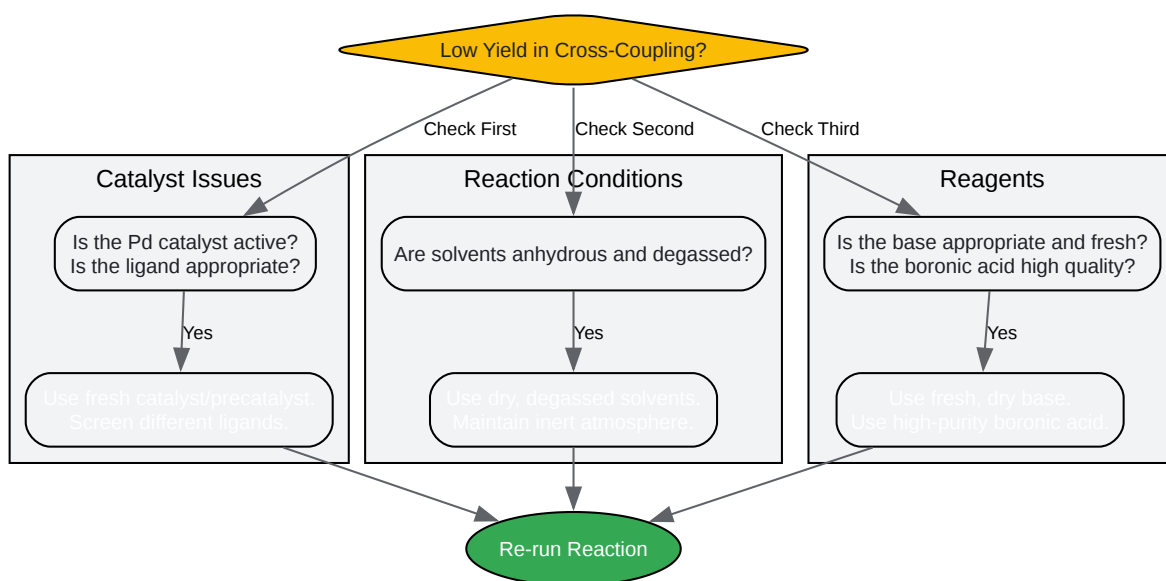 Low Yield in Cross-Coupling?
Check First
Check Second
Check Third
Catalyst Issues
Reaction Conditions
Reagents
Is the Pd catalyst active?
Is the ligand appropriate?
Are solvents anhydrous and degassed?
Is the base appropriate and fresh?
Is the boronic acid high quality?
Yes
Yes
Yes
Use fresh catalyst/precatalyst.
Screen different ligands.
Use dry, degassed solvents.
Maintain inert atmosphere.
Use fresh, dry base.
Use high-purity boronic acid.
Re-run Reaction